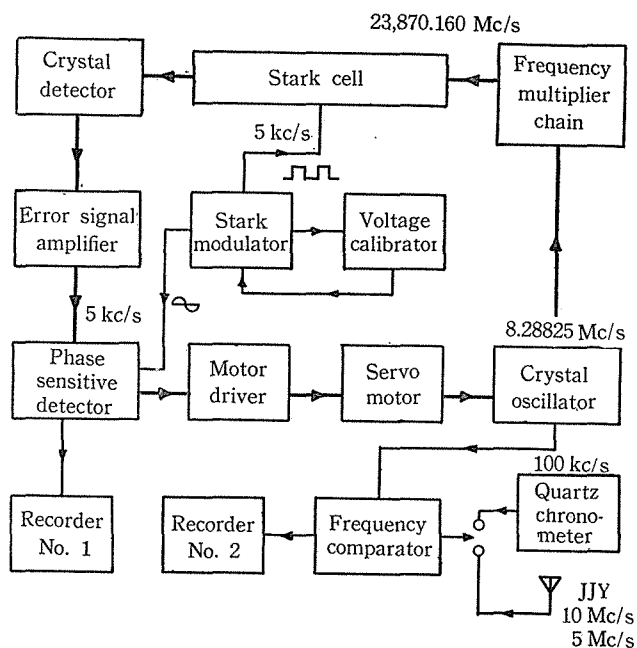 23,870.160 Mc/s
Crystal
detector
Stark cell
Frequency
multiplier
chain
5 kc/s
Error signal
amplifier
Stark
modulator
Voltage
calibrator
5 kc/s
8.28825 Mc/s
Phase
sensitive
detector
Motor
driver
Servo
motor
Crystal
oscillator
100 kc/s
Recorder
No. 1
Recorder
No. 2
Frequency
comparator
Quartz
chrono-
meter
JJY
10 Mc/s
5 Mc/s